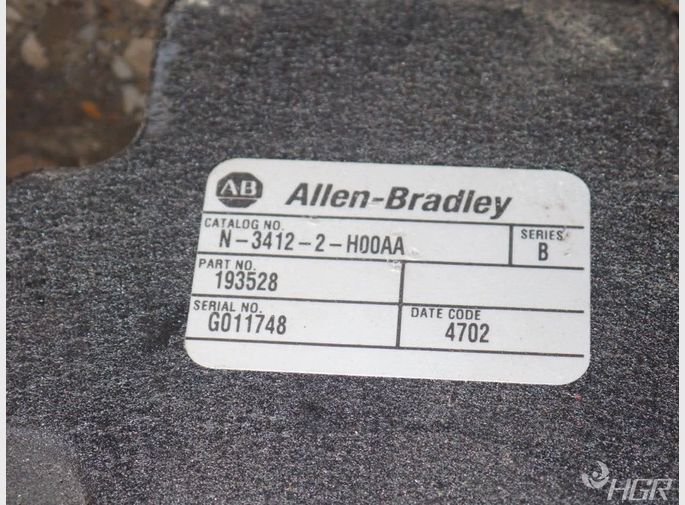 AB Allen-Bradley
CATALOG NO.
N-3412-2-H00AA
SERIES
B
PART NO.
193528
SERIAL NO.
G011748
DATE CODE
4702
HGR